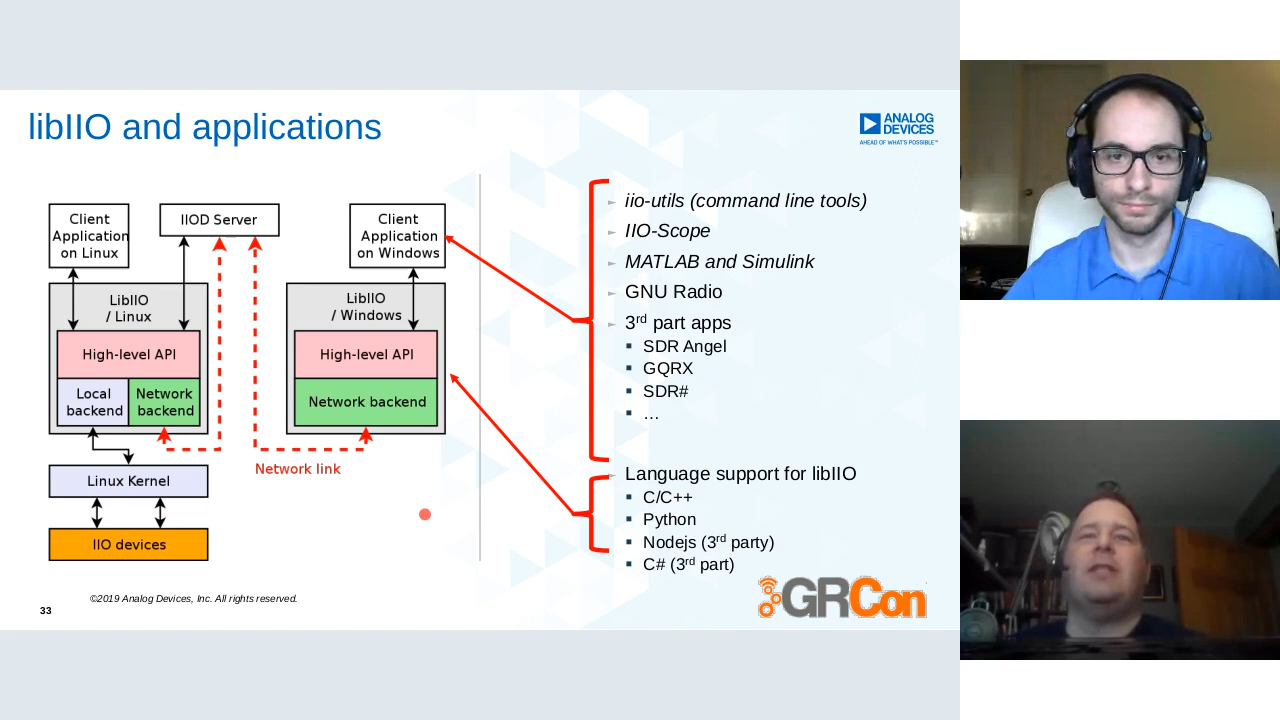 libIIO and applications
ANALOG
DEVICES
AHEAD OF WHAT'S POSSIBLE™
Client
Application
on Linux
IIOD Server
Client
Application
on Windows
LibIIO
/ Linux
LibIIO
/ Windows
High-level API
High-level API
Local
backend
Network
backend
Network backend
Network link
Linux Kernel
IIO devices
iio-utils (command line tools)
IIO-Scope
MATLAB and Simulink
GNU Radio
3rd part apps
SDR Angel
GQRX
SDR#
...
Language support for libIIO
C/C++
Python
Nodejs (3rd party)
C# (3rd part)
GRCon
©2019 Analog Devices, Inc. All rights reserved.
33